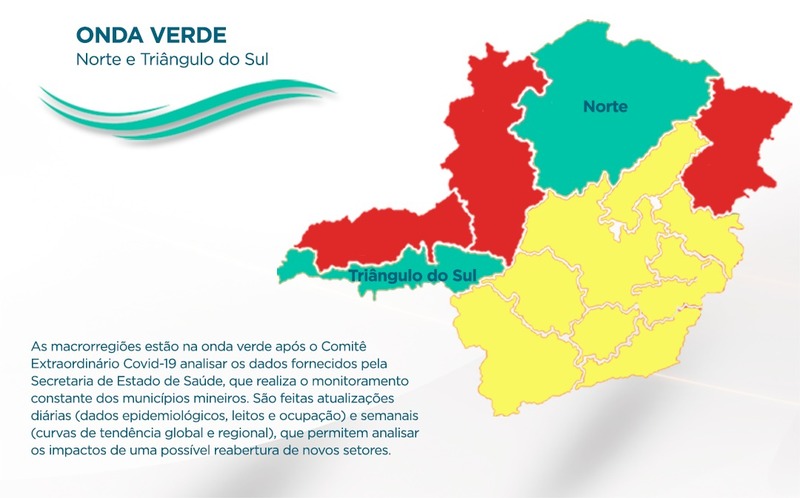 ONDA VERDE
Norte e Triângulo do Sul
Norte
Triângulo do Sul
As macrorregiões estão na onda verde após o Comitê
Extraordinário Covid-19 analisar os dados fornecidos pela
Secretaria de Estado de Saúde, que realiza o monitoramento
constante dos municípios mineiros. São feitas atualizações
diárias (dados epidemiológicos, leitos e ocupação) e semanais
(curvas de tendência global e regional), que permitem analisar
os impactos de uma possível reabertura de novos setores.